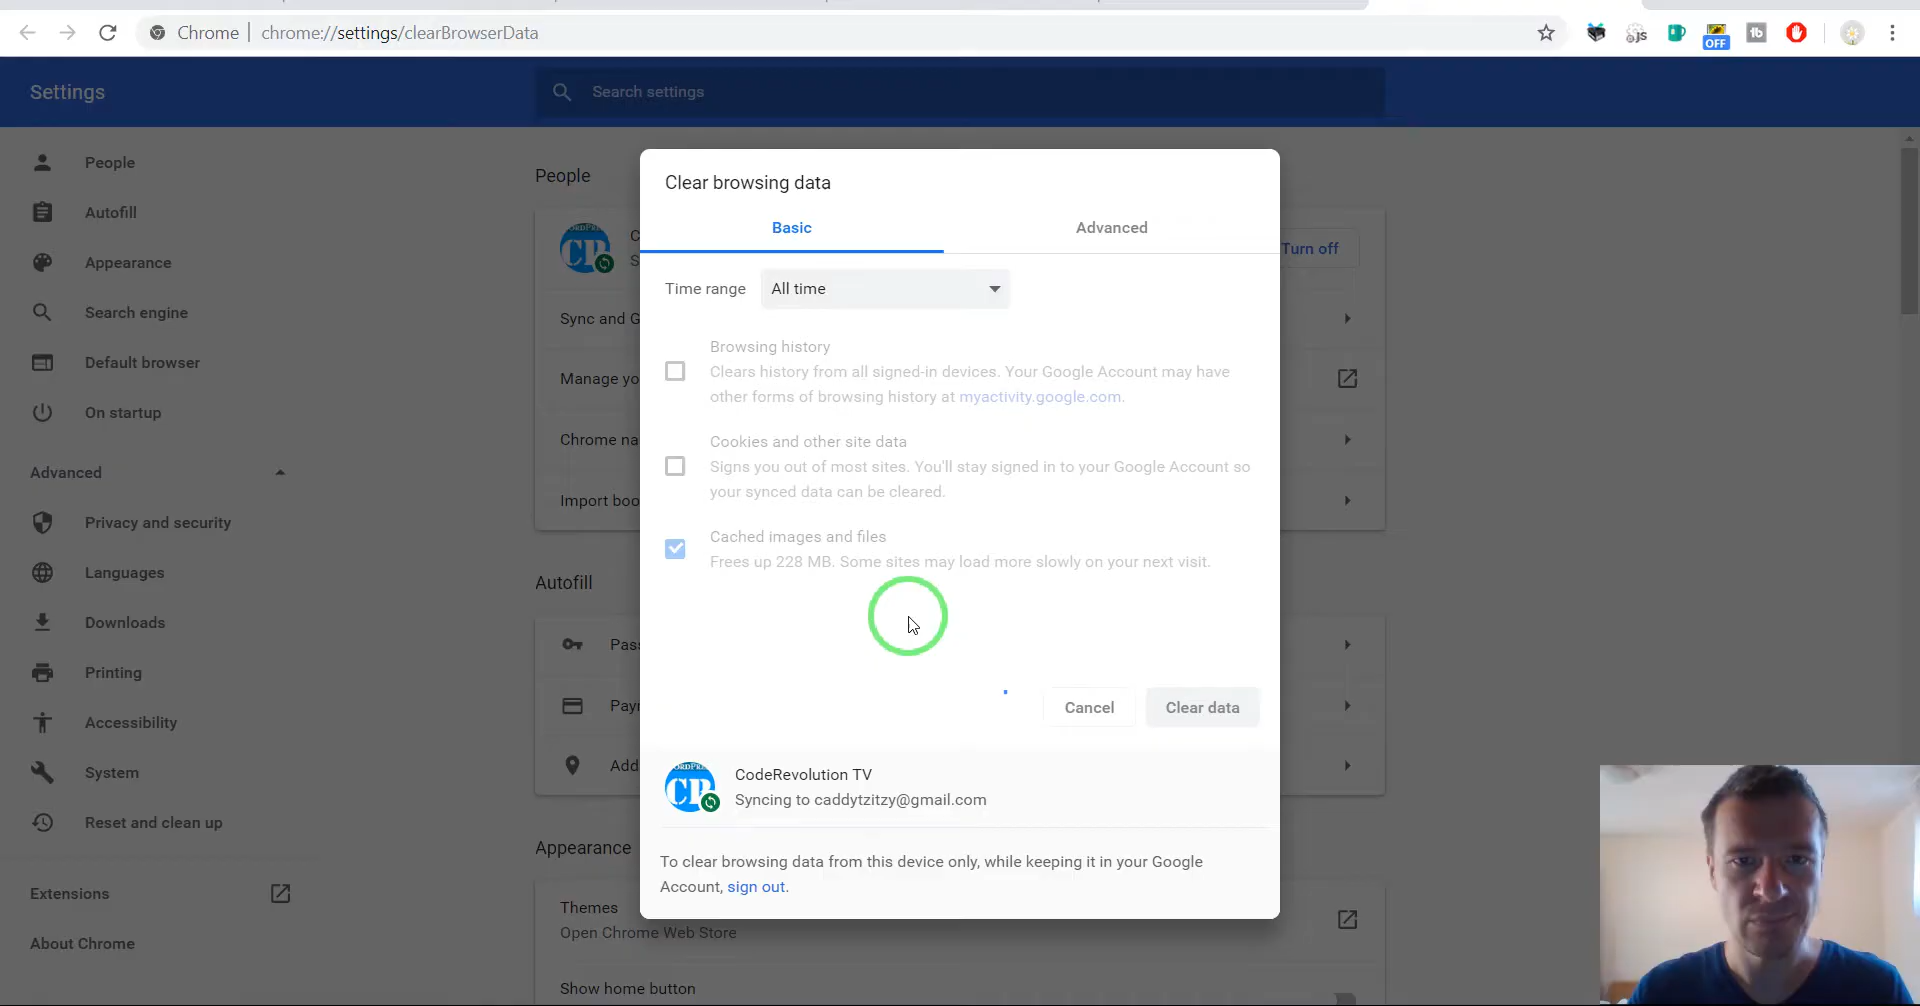 Chrome | chrome://settings/clearBrowserData
JS
OFF
tb
Settings
Search settings
People
Autofill
Appearance
Search engine
Default browser
On startup
Advanced
Privacy and security
Languages
Downloads
Printing
Accessibility
System
Reset and clean up
Extensions
About Chrome
People
Turn off
Sync and G
Manage yo
Chrome na
Import boo
Autofill
Pas
Pay
Add
Appearance
Themes
Open Chrome Web Store
Show home button
Clear browsing data
Basic
Advanced
Time range
All time
Browsing history
Clears history from all signed-in devices. Your Google Account may have
other forms of browsing history at myactivity.google.com.
Cookies and other site data
Signs you out of most sites. You'll stay signed in to your Google Account so
your synced data can be cleared.
Cached images and files
Frees up 228 MB. Some sites may load more slowly on your next visit.
Cancel
Clear data
CodeRevolution TV
Syncing to caddytzitzy@gmail.com
To clear browsing data from this device only, while keeping it in your Google
Account, sign out.